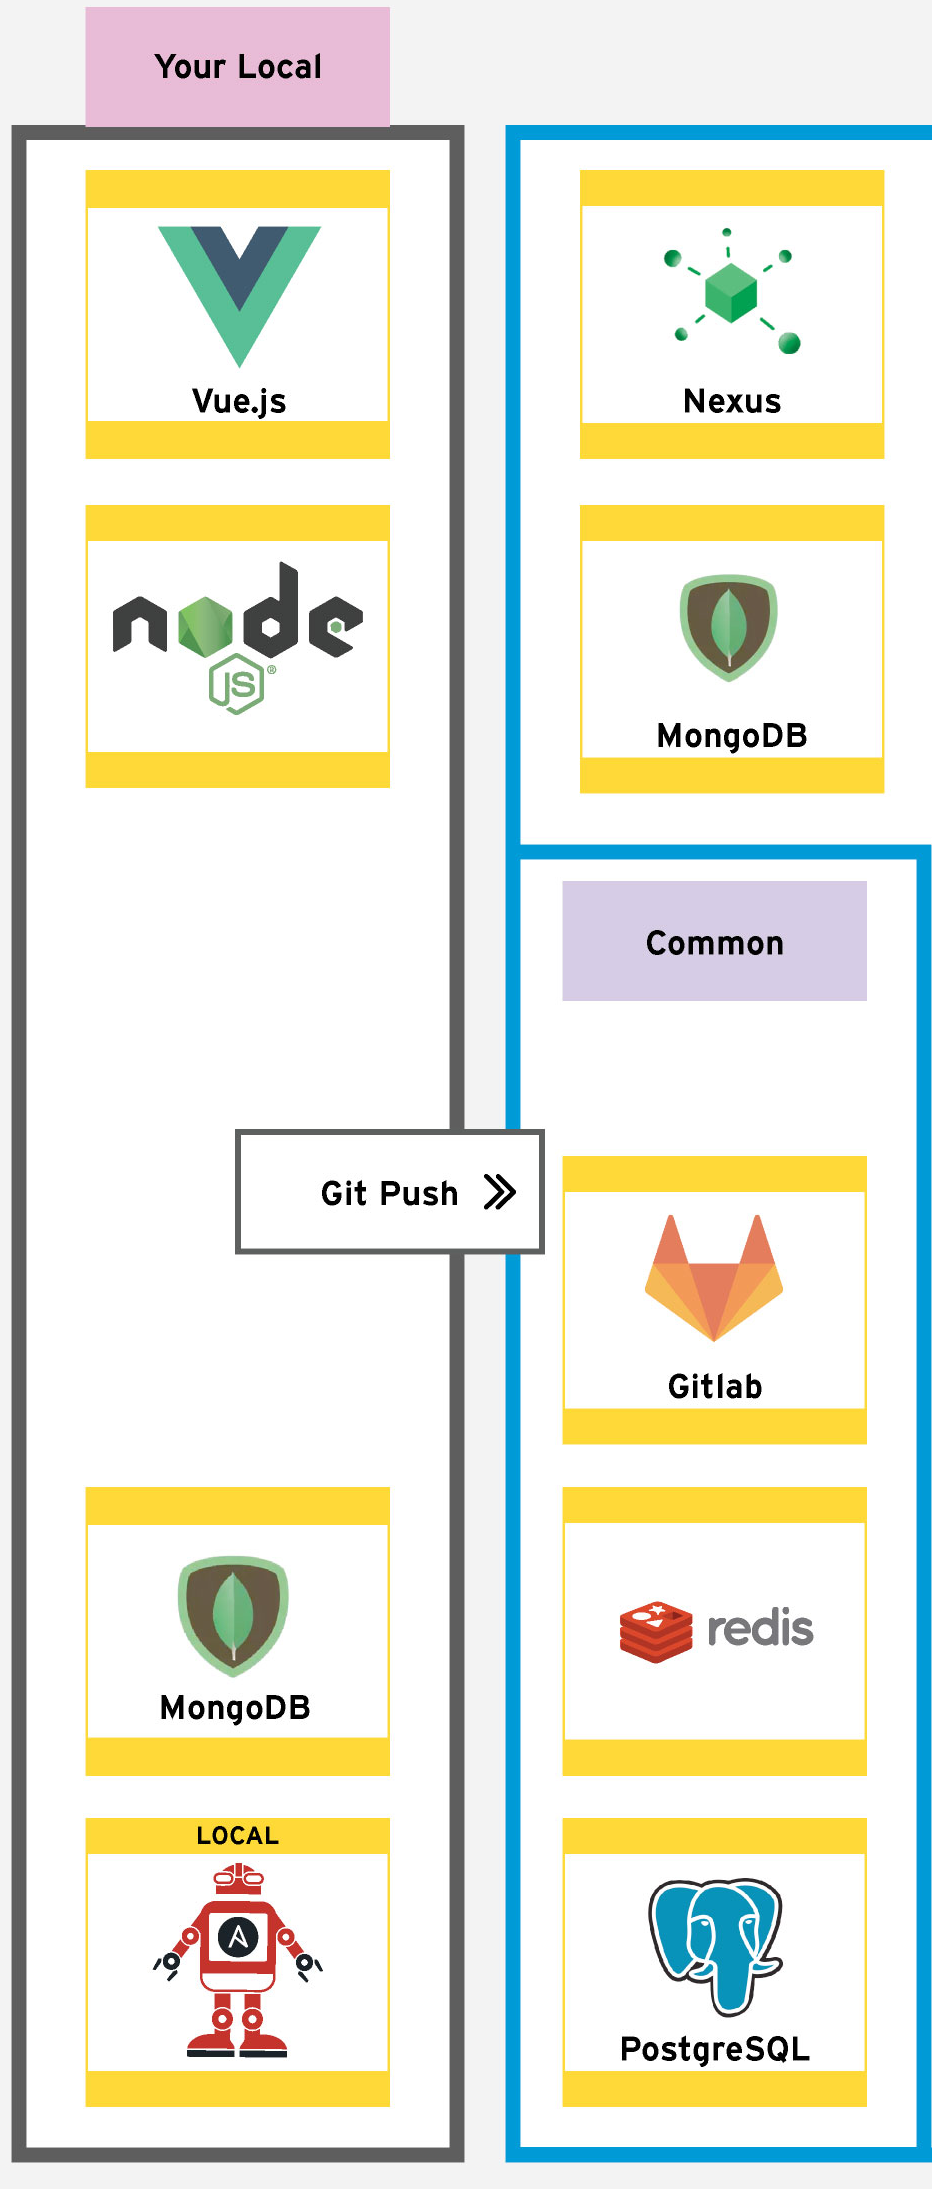 Your Local
Vue.js
node
JS®
MongoDB
LOCAL
A
Git Push
Nexus
MongoDB
Common
Gitlab
redis
PostgreSQL